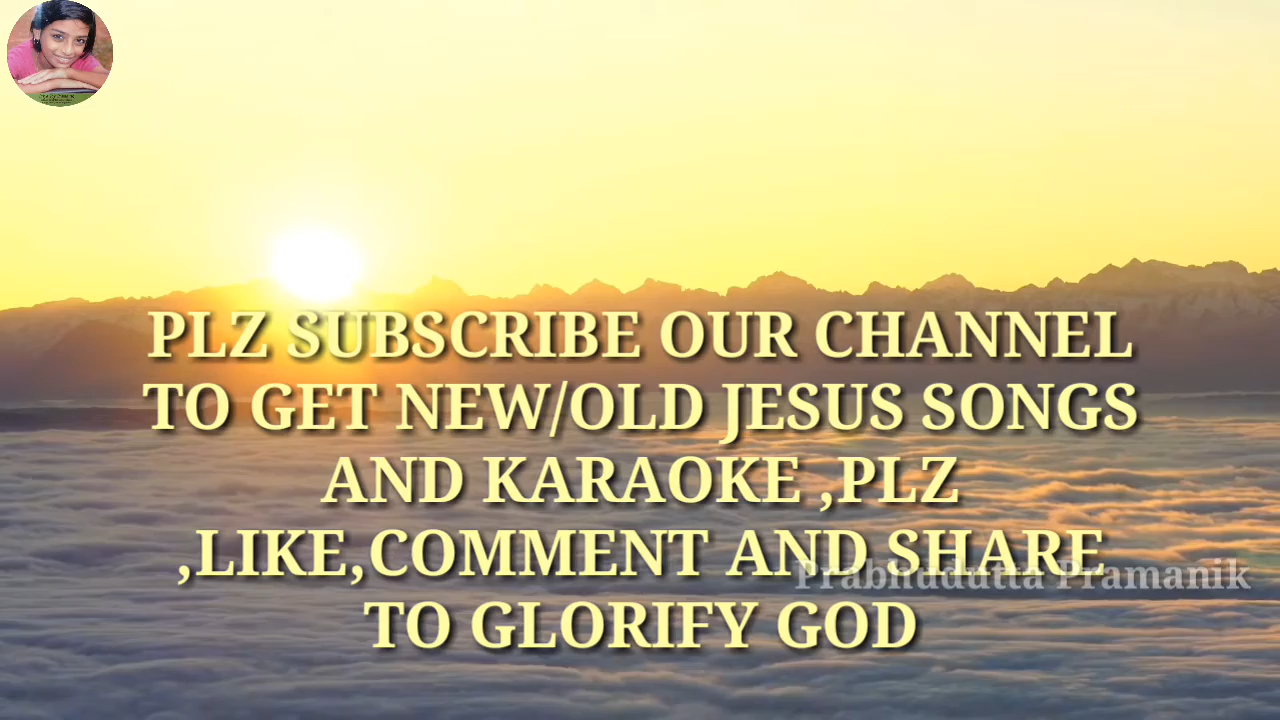 PLZ SUBSCRIBE OUR CHANNEL
TO GET NEW/OLD JESUS SONGS
AND KARAOKE ,PLZ
,LIKE,COMMENT AND SHARE
Prabhudutta Pramanik
TO GLORIFY GOD